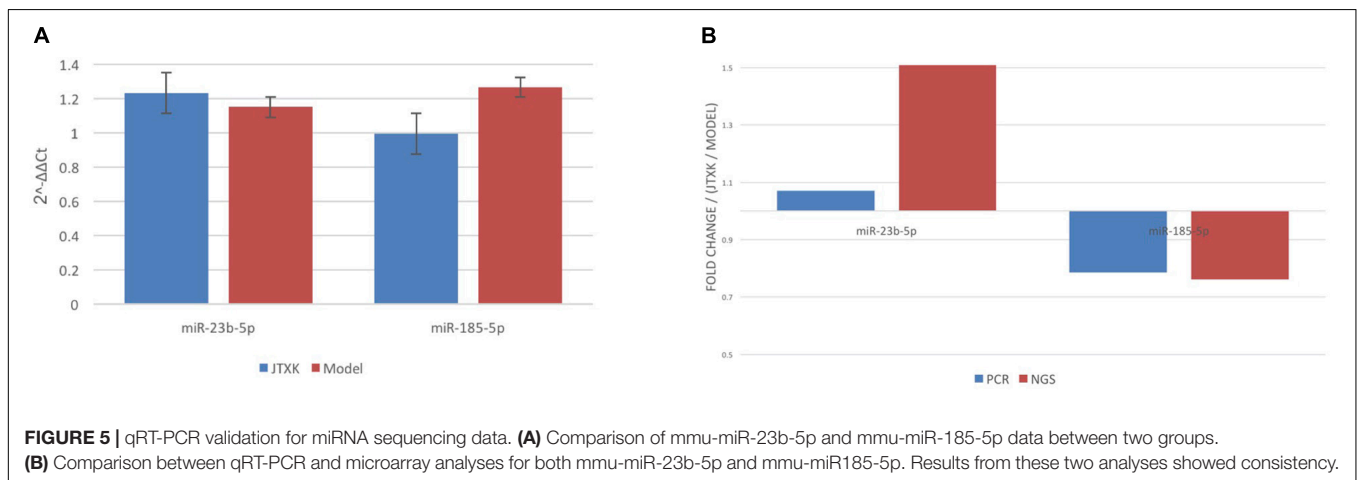 A
2^-ΔΔCt
1.4
1.2
1
0.8
0.6
0.4
0.2
0
miR-23b-5p miR-185-5p
JTXK Model
B
FOLD CHANGE / (JTXK / MODEL)
1.5
1.3
1.1
0.9
0.7
0.5
miR-23b-5p miR-185-5p
PCR NGS
FIGURE 5 | qRT-PCR validation for miRNA sequencing data. (A) Comparison of mmu-miR-23b-5p and mmu-miR-185-5p data between two groups.
(B) Comparison between qRT-PCR and microarray analyses for both mmu-miR-23b-5p and mmu-miR185-5p. Results from these two analyses showed consistency.